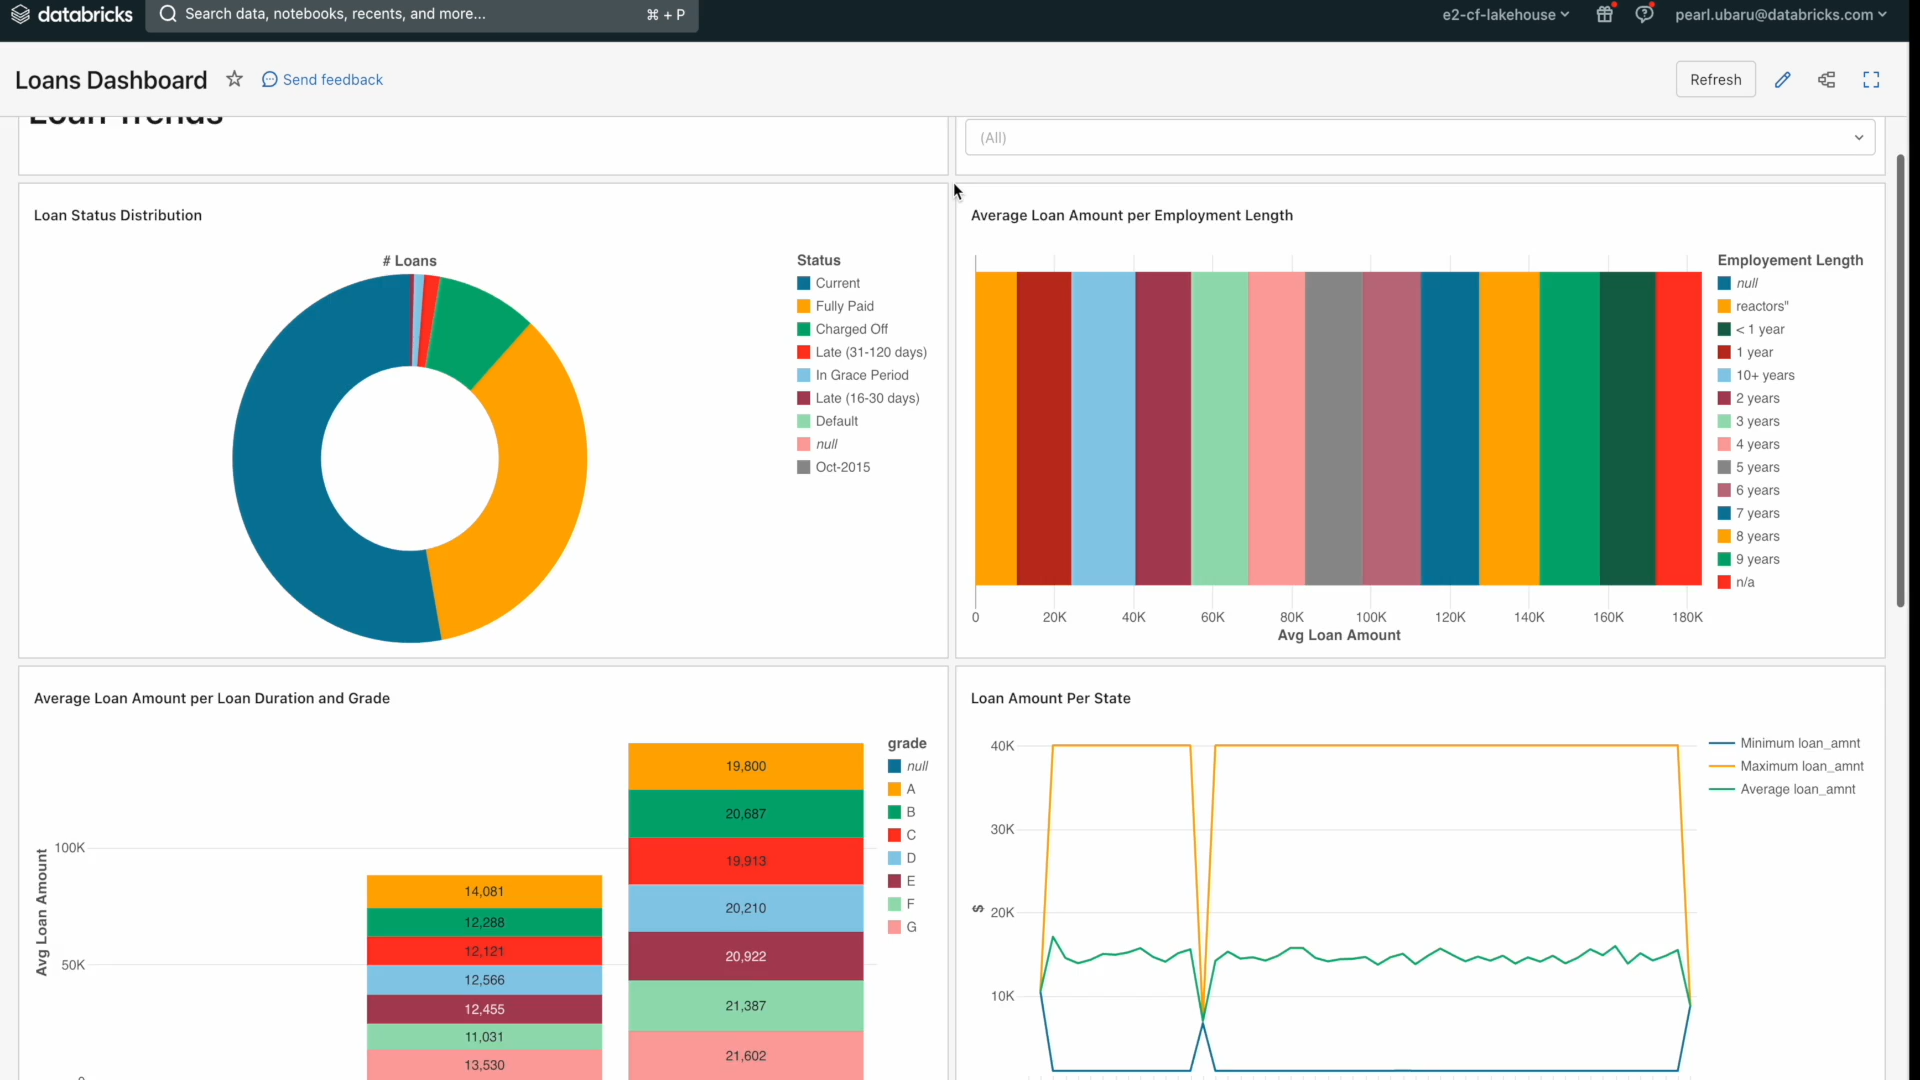 databricks
Search data, notebooks, recents, and more...
⌘ + P
e2-cf-lakehouse
pearl.ubaru@databricks.com
Loans Dashboard
Send feedback
Refresh
Loan Trends
(All)
Loan Status Distribution
# Loans
Status
Current
Fully Paid
Charged Off
Late (31-120 days)
In Grace Period
Late (16-30 days)
Default
null
Oct-2015
Average Loan Amount per Employment Length
Employement Length
null
reactors"
< 1 year
1 year
10+ years
2 years
3 years
4 years
5 years
6 years
7 years
8 years
9 years
n/a
0 20K 40K 60K 80K 100K 120K 140K 160K 180K
Avg Loan Amount
Average Loan Amount per Loan Duration and Grade
Avg Loan Amount
100K
50K
0
14,081
12,288
12,121
12,566
12,455
11,031
13,530
19,800
20,687
19,913
20,210
20,922
21,387
21,602
grade
null
A
B
C
D
E
F
G
Loan Amount Per State
$
40K
30K
20K
10K
Minimum loan_amnt
Maximum loan_amnt
Average loan_amnt